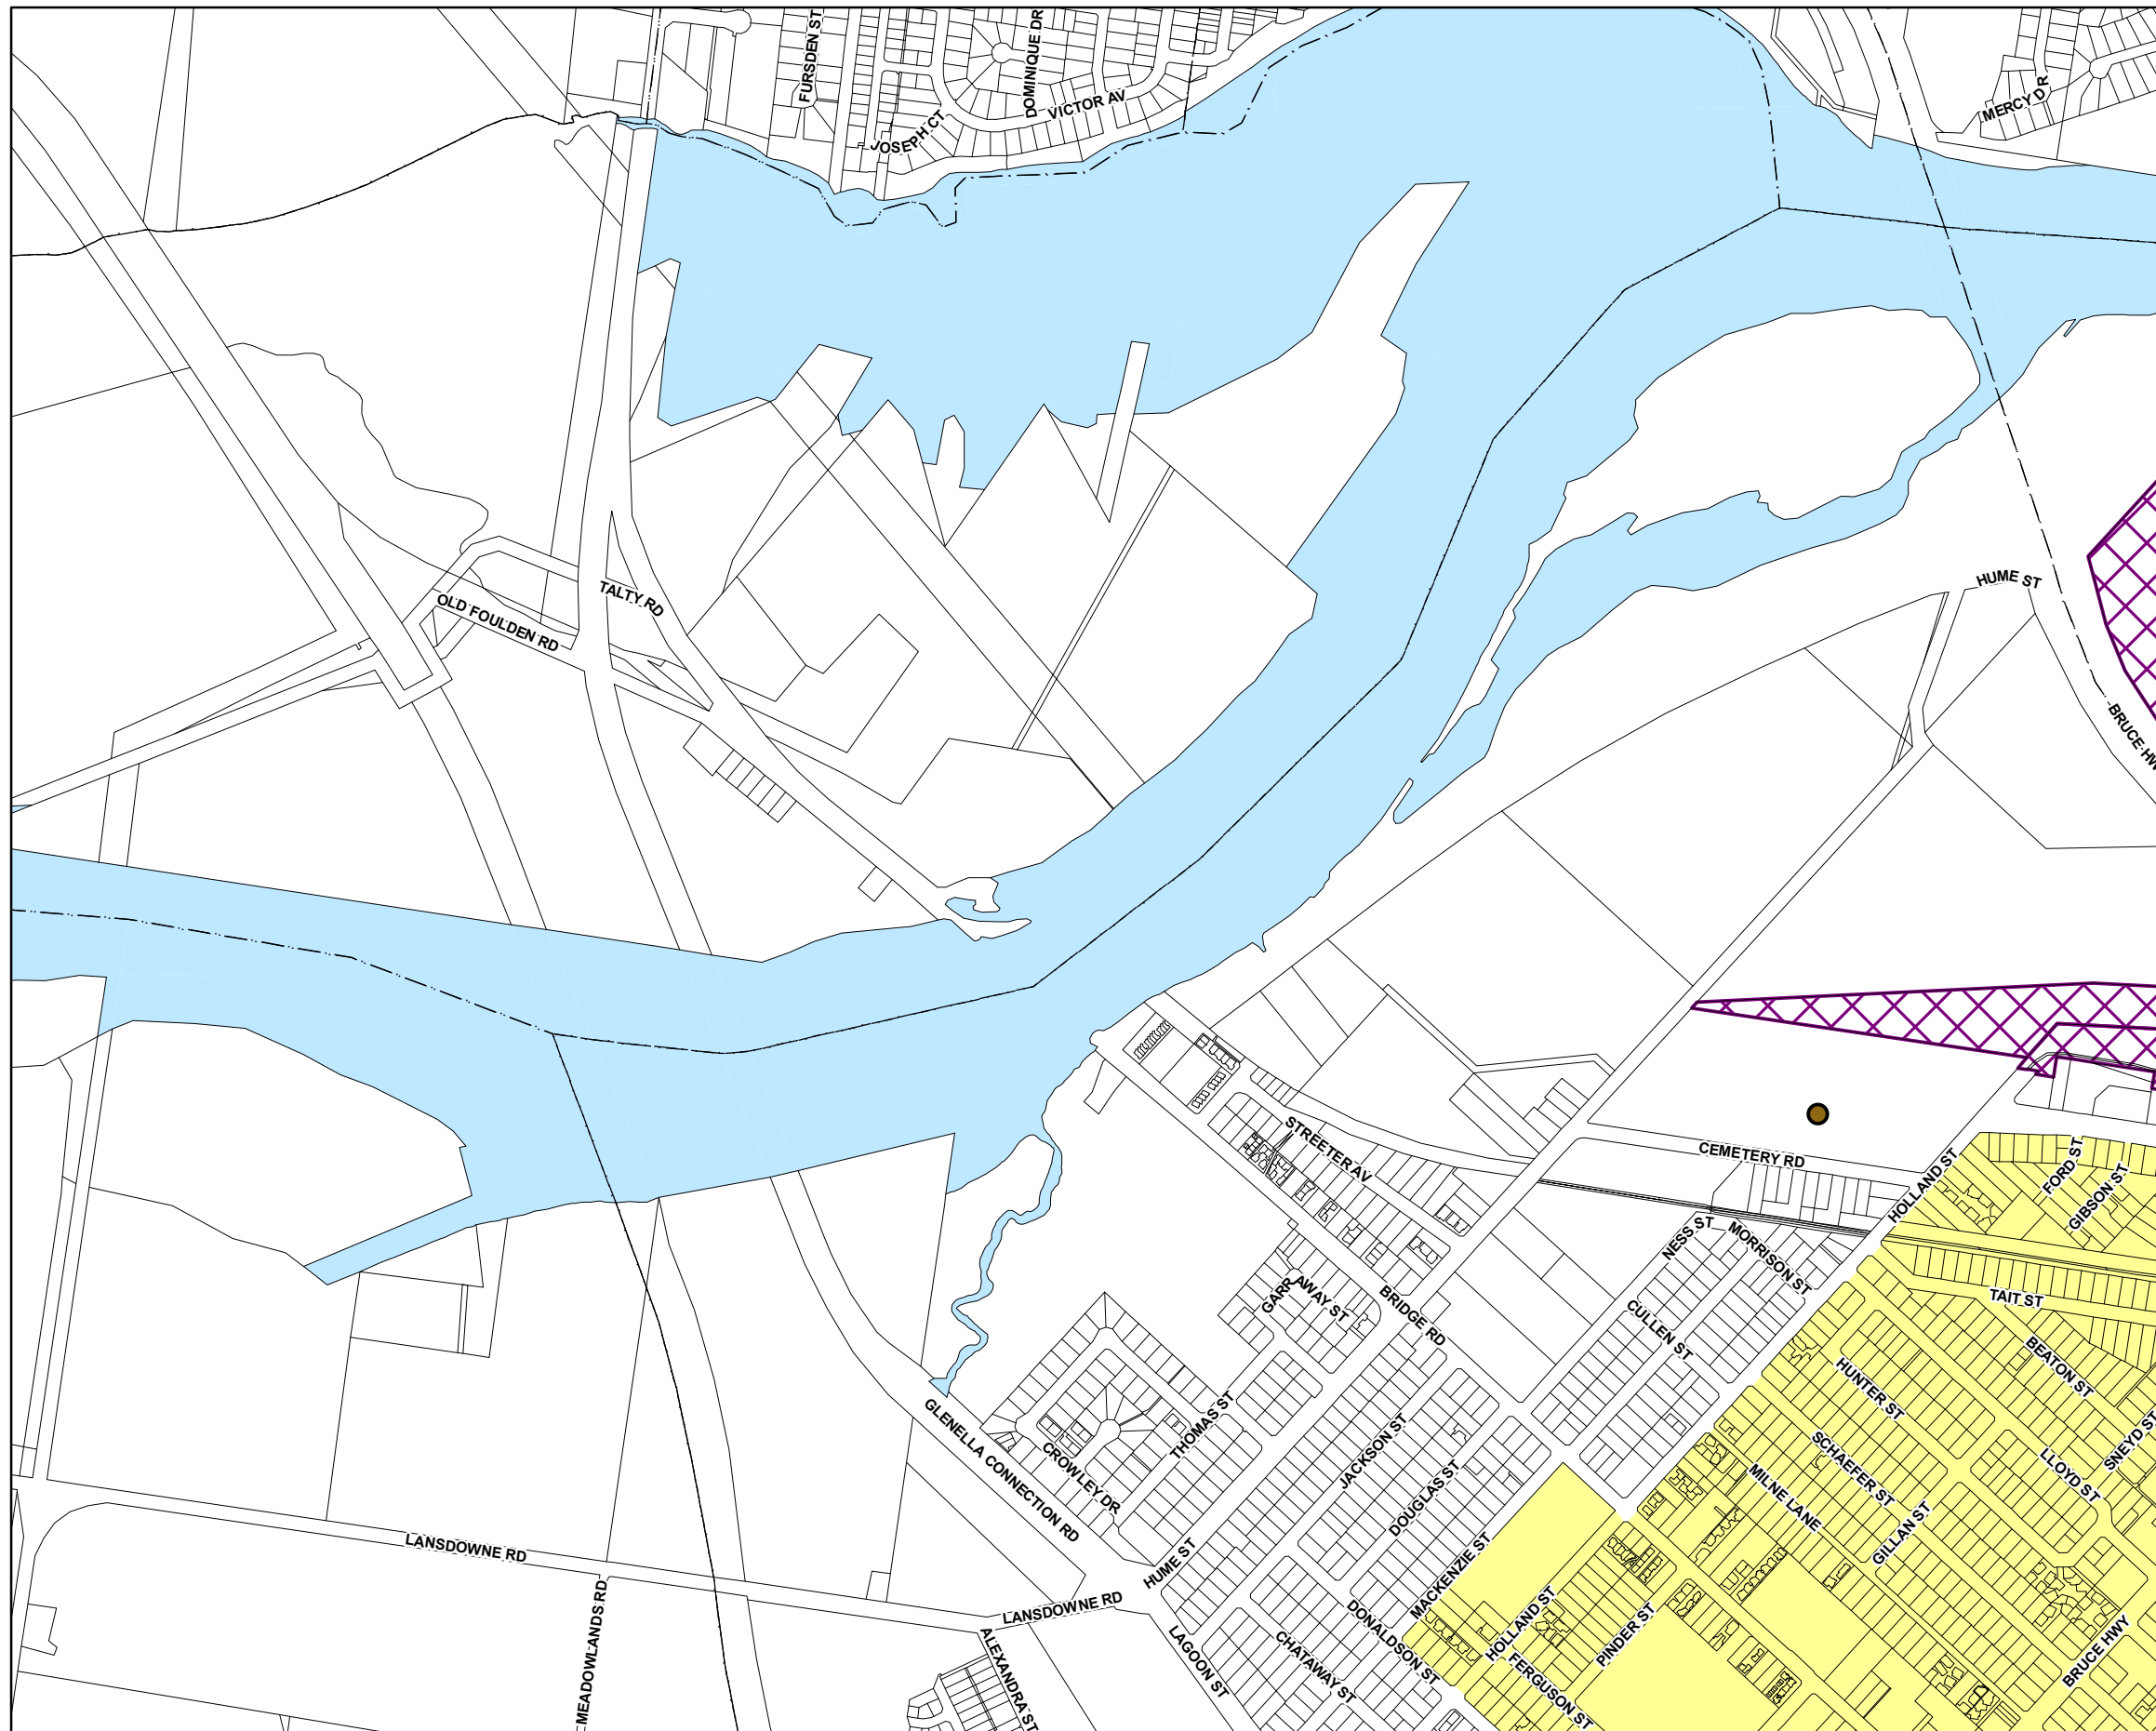 FURSDEN ST
DOMINIQUE DR
VICTOR AV
JOSEPH CT
MERCY DR
HUME ST
TALTY RD
OLD FOULDEN RD
BRUCE HWY
STREETER AV
CEMETERY RD
HOLLAND ST
FORD ST
GIBSON ST
NESS ST
MORRISON ST
GARRAWAY ST
BRIDGE RD
CULLEN ST
TAIT ST
BEATON ST
HUNTER ST
THOMAS ST
GLENELLA CONNECTION RD
CROWLEY DR
JACKSON ST
DOUGLAS ST
SCHAEFER ST
MILNE LANE
LLOYD ST
SNEYD ST
GILLAN ST
LANSDOWNE RD
HUME ST
MACKENZIE ST
LANSDOWNE RD
MEADOWLANDS RD
ALEXANDRA ST
LAGOON ST
CHATAWAY ST
DONALDSON ST
HOLLAND ST
FERGUSON ST
PINDER ST
BRUCE HWY